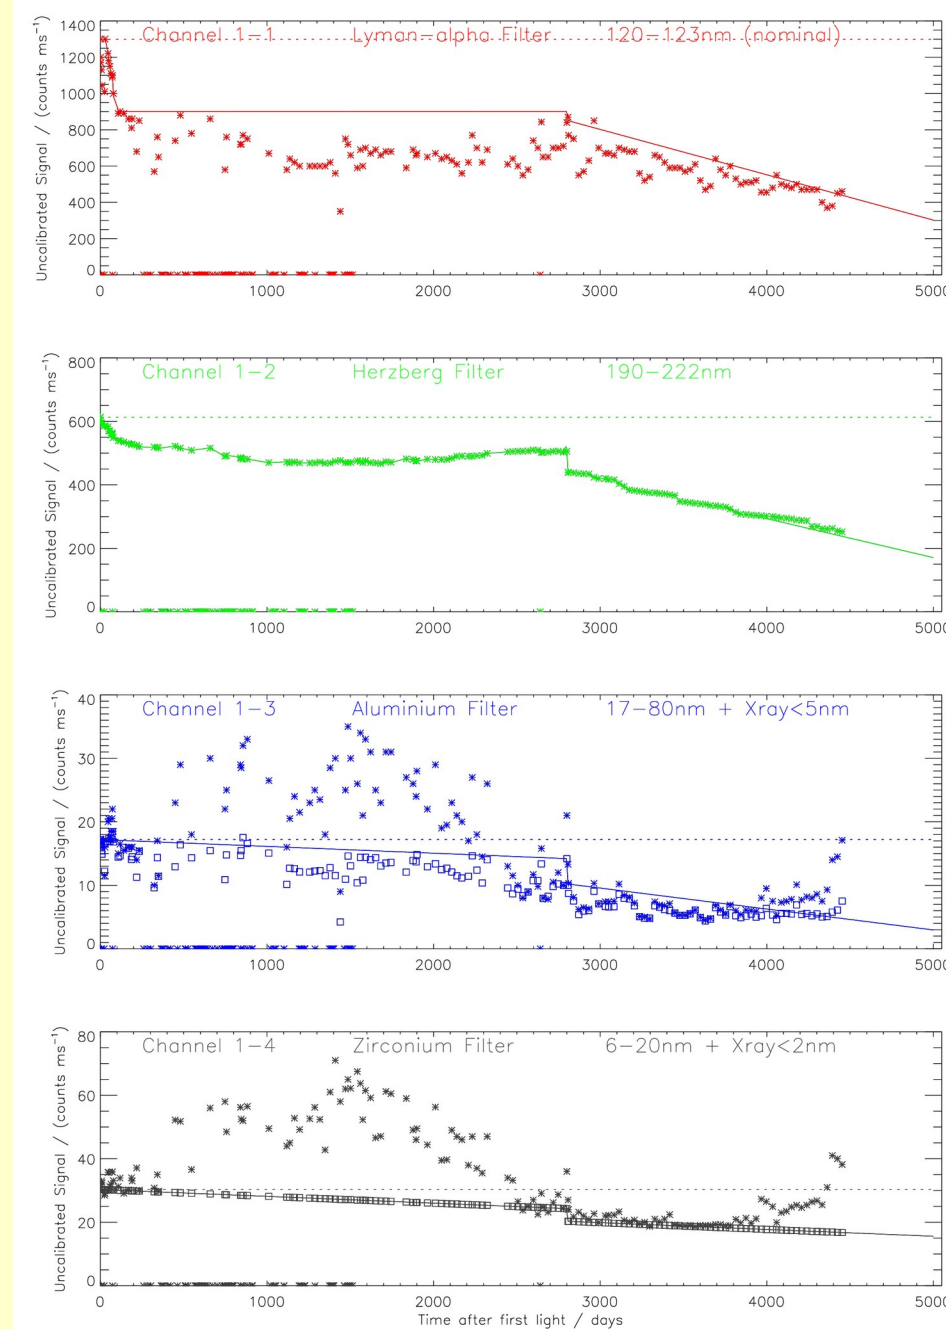 Channel 1-1 Lyman-alpha Filter 120-123nm (nominal)
Uncalibrated Signal / (counts ms⁻¹)
1400
1200
1000
800
600
400
200
0
0 1000 2000 3000 4000 5000
Channel 1-2 Herzberg Filter 190-222nm
Uncalibrated Signal / (counts ms⁻¹)
800
600
400
200
0
0 1000 2000 3000 4000 5000
Channel 1-3 Aluminium Filter 17-80nm + Xray<5nm
Uncalibrated Signal / (counts ms⁻¹)
40
30
20
10
0
0 1000 2000 3000 4000 5000
Channel 1-4 Zirconium Filter 6-20nm + Xray<2nm
Uncalibrated Signal / (counts ms⁻¹)
80
60
40
20
0
0 1000 2000 3000 4000 5000
Time after first light / days